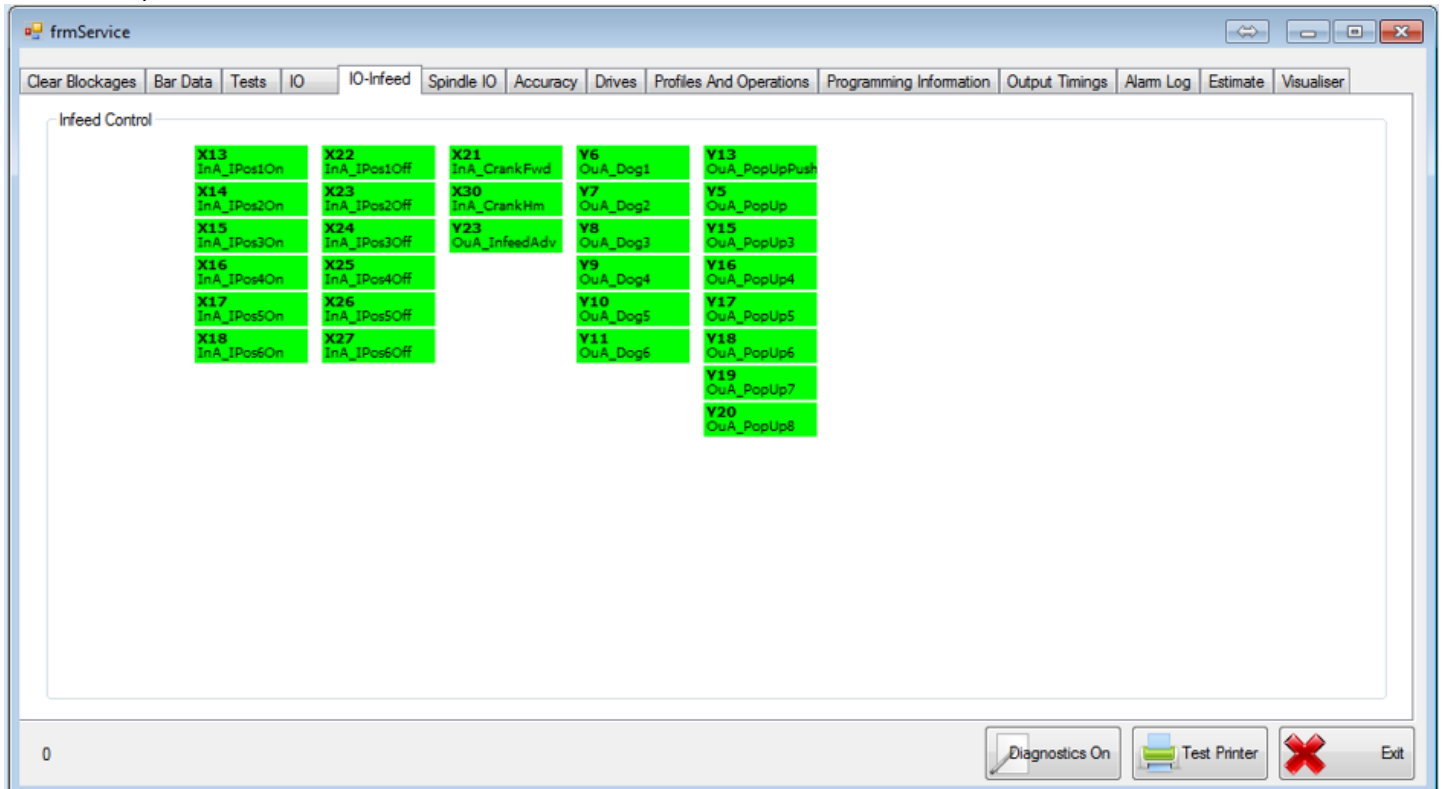 frmService
Clear Blockages Bar Data Tests IO IO-Infeed Spindle IO Accuracy Drives Profiles And Operations Programming Information Output Timings Alarm Log Estimate Visualiser
Infeed Control
X13 X22 X21 Y6 Y13
InA_IPos1On InA_IPos1Off InA_CrankFwd OuA_Dog1 OuA_PopUpPush
X14 X23 X30 Y7 Y5
InA_IPos2On InA_IPos2Off InA_CrankHm OuA_Dog2 OuA_PopUp
X15 X24 Y23 Y8 Y15
InA_IPos3On InA_IPos3Off OuA_InfeedAdv OuA_Dog3 OuA_PopUp3
X16 X25 Y9 Y16
InA_IPos4On InA_IPos4Off OuA_Dog4 OuA_PopUp4
X17 X26 Y10 Y17
InA_IPos5On InA_IPos5Off OuA_Dog5 OuA_PopUp5
X18 X27 Y11 Y18
InA_IPos6On InA_IPos6Off OuA_Dog6 OuA_PopUp6
Y19
OuA_PopUp7
Y20
OuA_PopUp8
0 Diagnostics On Test Printer Exit